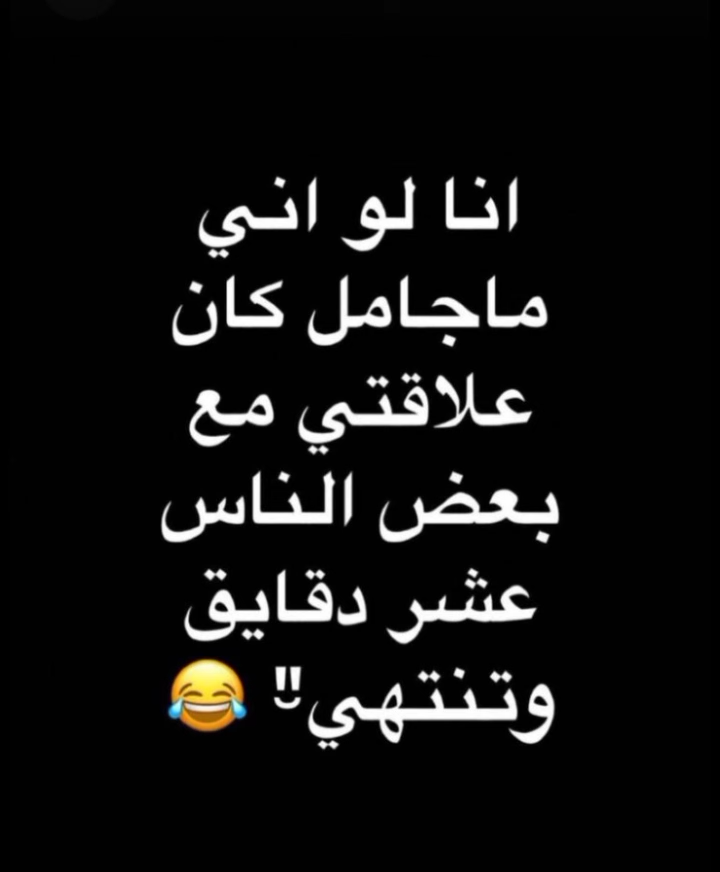 انا لو اني
ماجامل كان
علاقتي مع
بعض الناس
عشر دقايق
وتنتهي" 😂